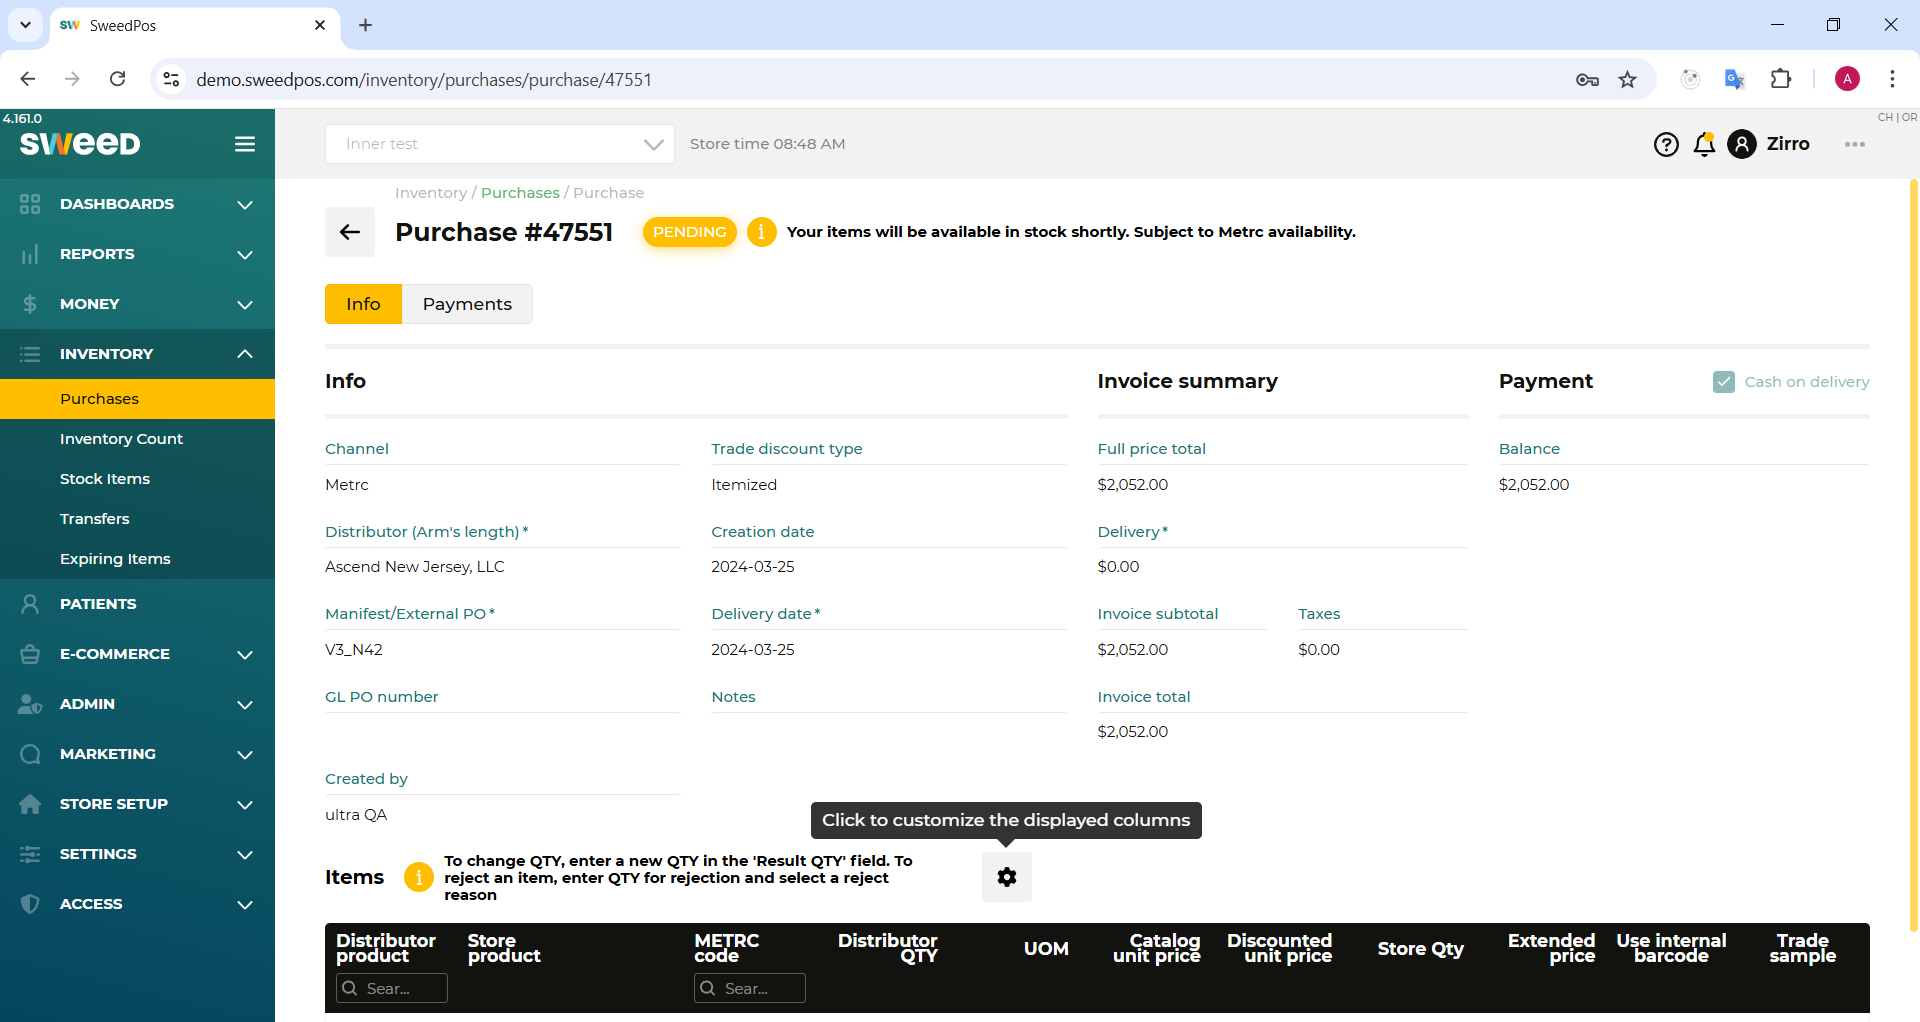 SweedPos
demo.sweedpos.com/inventory/purchases/purchase/47551
A
4.161.0
SWEED
CH | OR
Inner test
Store time 08:48 AM
Zirro
DASHBOARDS
REPORTS
MONEY
INVENTORY
Purchases
Inventory Count
Stock Items
Transfers
Expiring Items
PATIENTS
E-COMMERCE
ADMIN
MARKETING
STORE SETUP
SETTINGS
ACCESS
Inventory / Purchases / Purchase
Purchase #47551
PENDING
Your items will be available in stock shortly. Subject to Metrc availability.
Info
Payments
Info
Channel
Metrc
Trade discount type
Itemized
Distributor (Arm's length) *
Ascend New Jersey, LLC
Creation date
2024-03-25
Manifest/External PO *
V3_N42
Delivery date *
2024-03-25
GL PO number
Notes
Created by
ultra QA
Invoice summary
Full price total
$2,052.00
Delivery *
$0.00
Invoice subtotal
$2,052.00
Taxes
$0.00
Invoice total
$2,052.00
Payment
Cash on delivery
Balance
$2,052.00
Click to customize the displayed columns
Items
To change QTY, enter a new QTY in the 'Result QTY' field. To
reject an item, enter QTY for rejection and select a reject
reason
Distributor
product
Sear...
Store
product
METRC
code
Sear...
Distributor
QTY
UOM
Catalog
unit price
Discounted
unit price
Store Qty
Extended
price
Use internal
barcode
Trade
sample